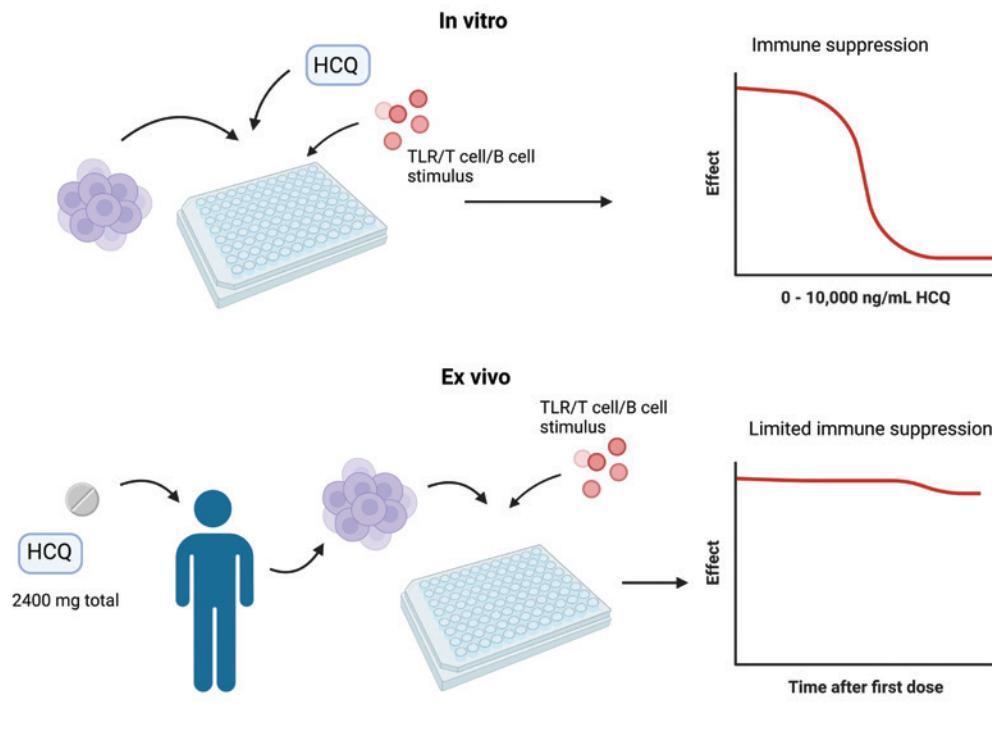 In vitro
HCQ
TLR/T cell/B cell
stimulus
Immune suppression
Effect
0 - 10,000 ng/mL HCQ
Ex vivo
HCQ
2400 mg total
TLR/T cell/B cell
stimulus
Limited immune suppression
Effect
Time after first dose